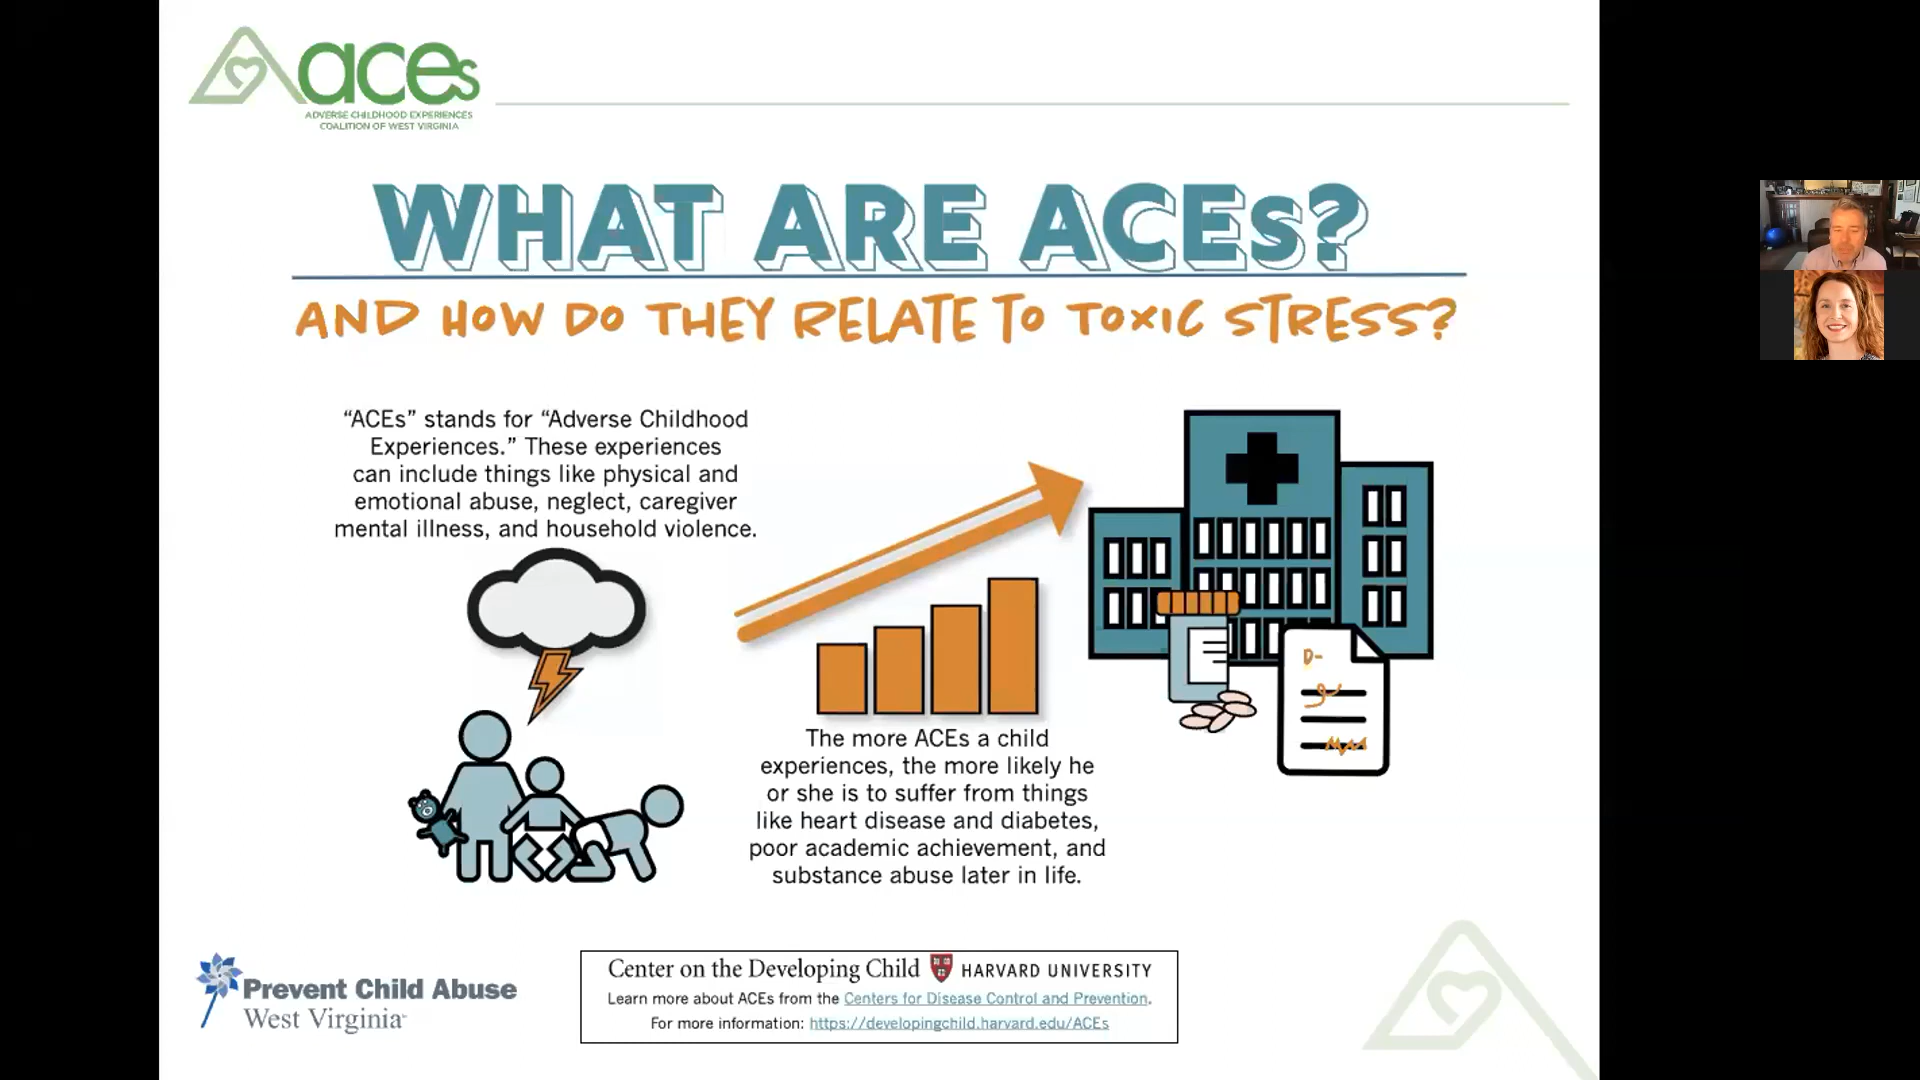 aces
ADVERSE CHILDHOOD EXPERIENCES
COALITION OF WEST VIRGINIA
WHAT ARE ACEs?
AND HOW DO THEY RELATE TO TOXIC STRESS?
“ACEs” stands for “Adverse Childhood
Experiences.” These experiences
can include things like physical and
emotional abuse, neglect, caregiver
mental illness, and household violence.
D-
The more ACEs a child
experiences, the more likely he
or she is to suffer from things
like heart disease and diabetes,
poor academic achievement, and
substance abuse later in life.
Prevent Child Abuse
West Virginia
Center on the Developing Child HARVARD UNIVERSITY
Learn more about ACEs from the Centers for Disease Control and Prevention.
For more information: https://developingchild.harvard.edu/ACEs